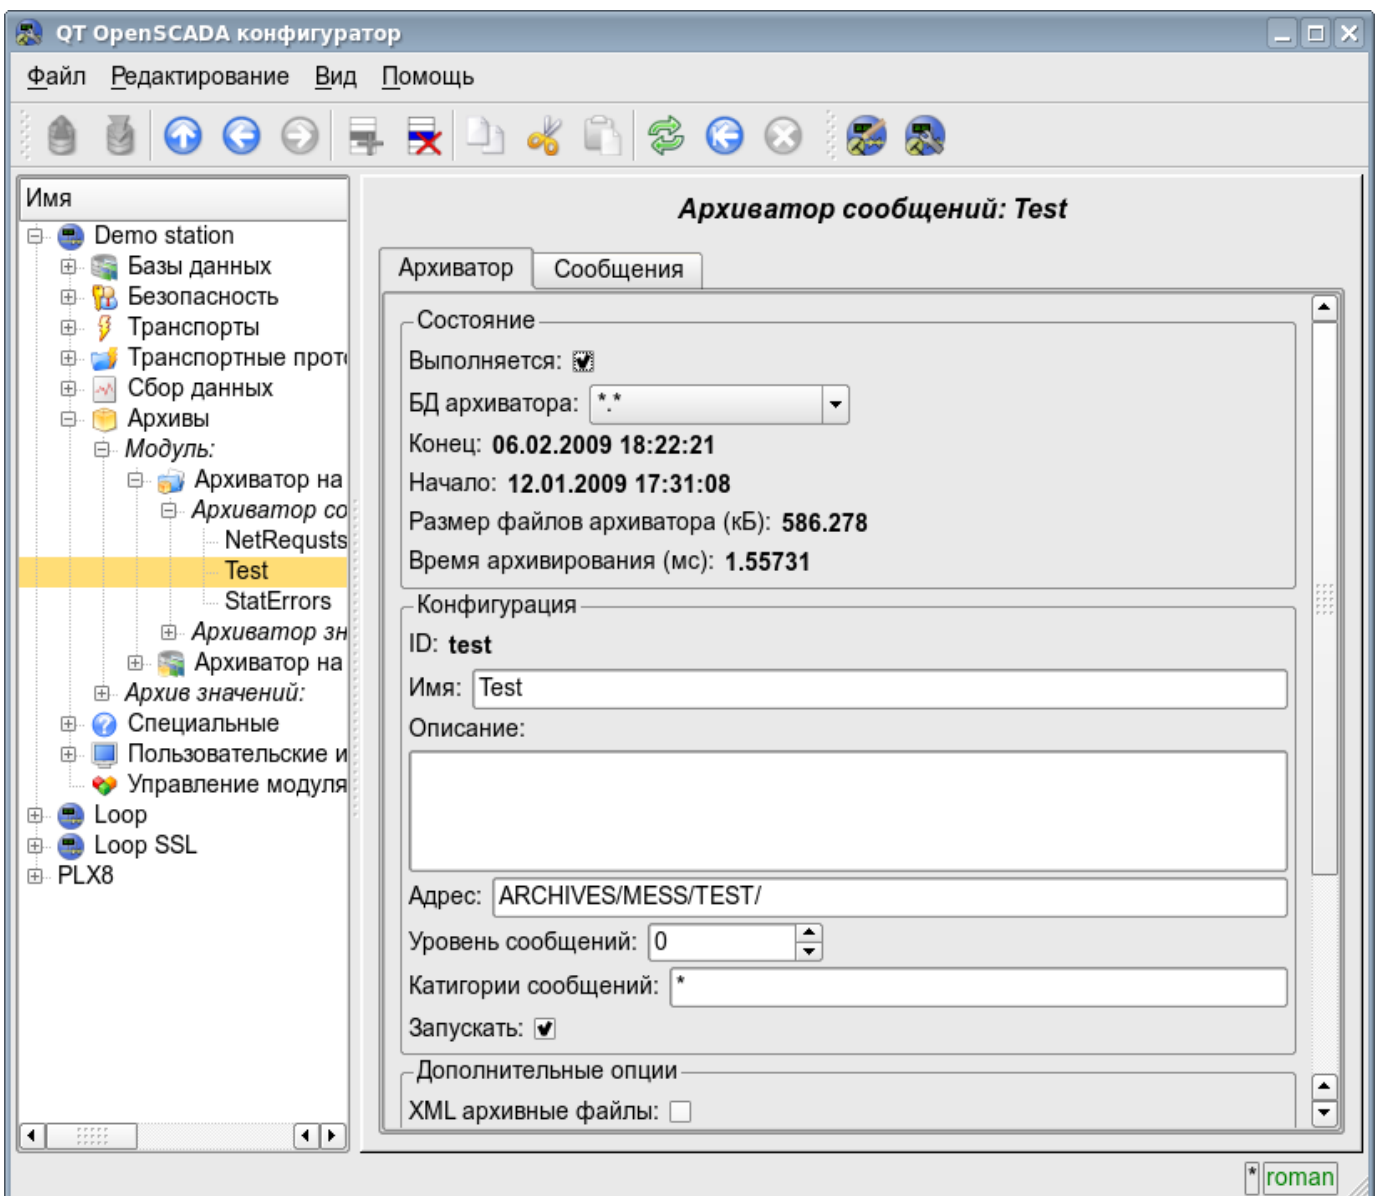 QT OpenSCADA конфигуратор
Файл Редактирование Вид Помощь
Имя
Demo station
Базы данных
Безопасность
Транспорты
Транспортные прот
Сбор данных
Архивы
Модуль:
Архиватор на
Архиватор со
NetRequsts
Test
StatErrors
Архиватор зн
Архиватор на
Архив значений:
Специальные
Пользовательские и
Управление модуля
Loop
Loop SSL
PLX8
Архиватор сообщений: Test
Архиватор Сообщения
Состояние
Выполняется:
БД архиватора: *.*
Конец: 06.02.2009 18:22:21
Начало: 12.01.2009 17:31:08
Размер файлов архиватора (кБ): 586.278
Время архивирования (мс): 1.55731
Конфигурация
ID: test
Имя: Test
Описание:
Адрес: ARCHIVES/MESS/TEST/
Уровень сообщений: 0
Катигории сообщений: *
Запускать:
Дополнительные опции
XML архивные файлы:
* roman